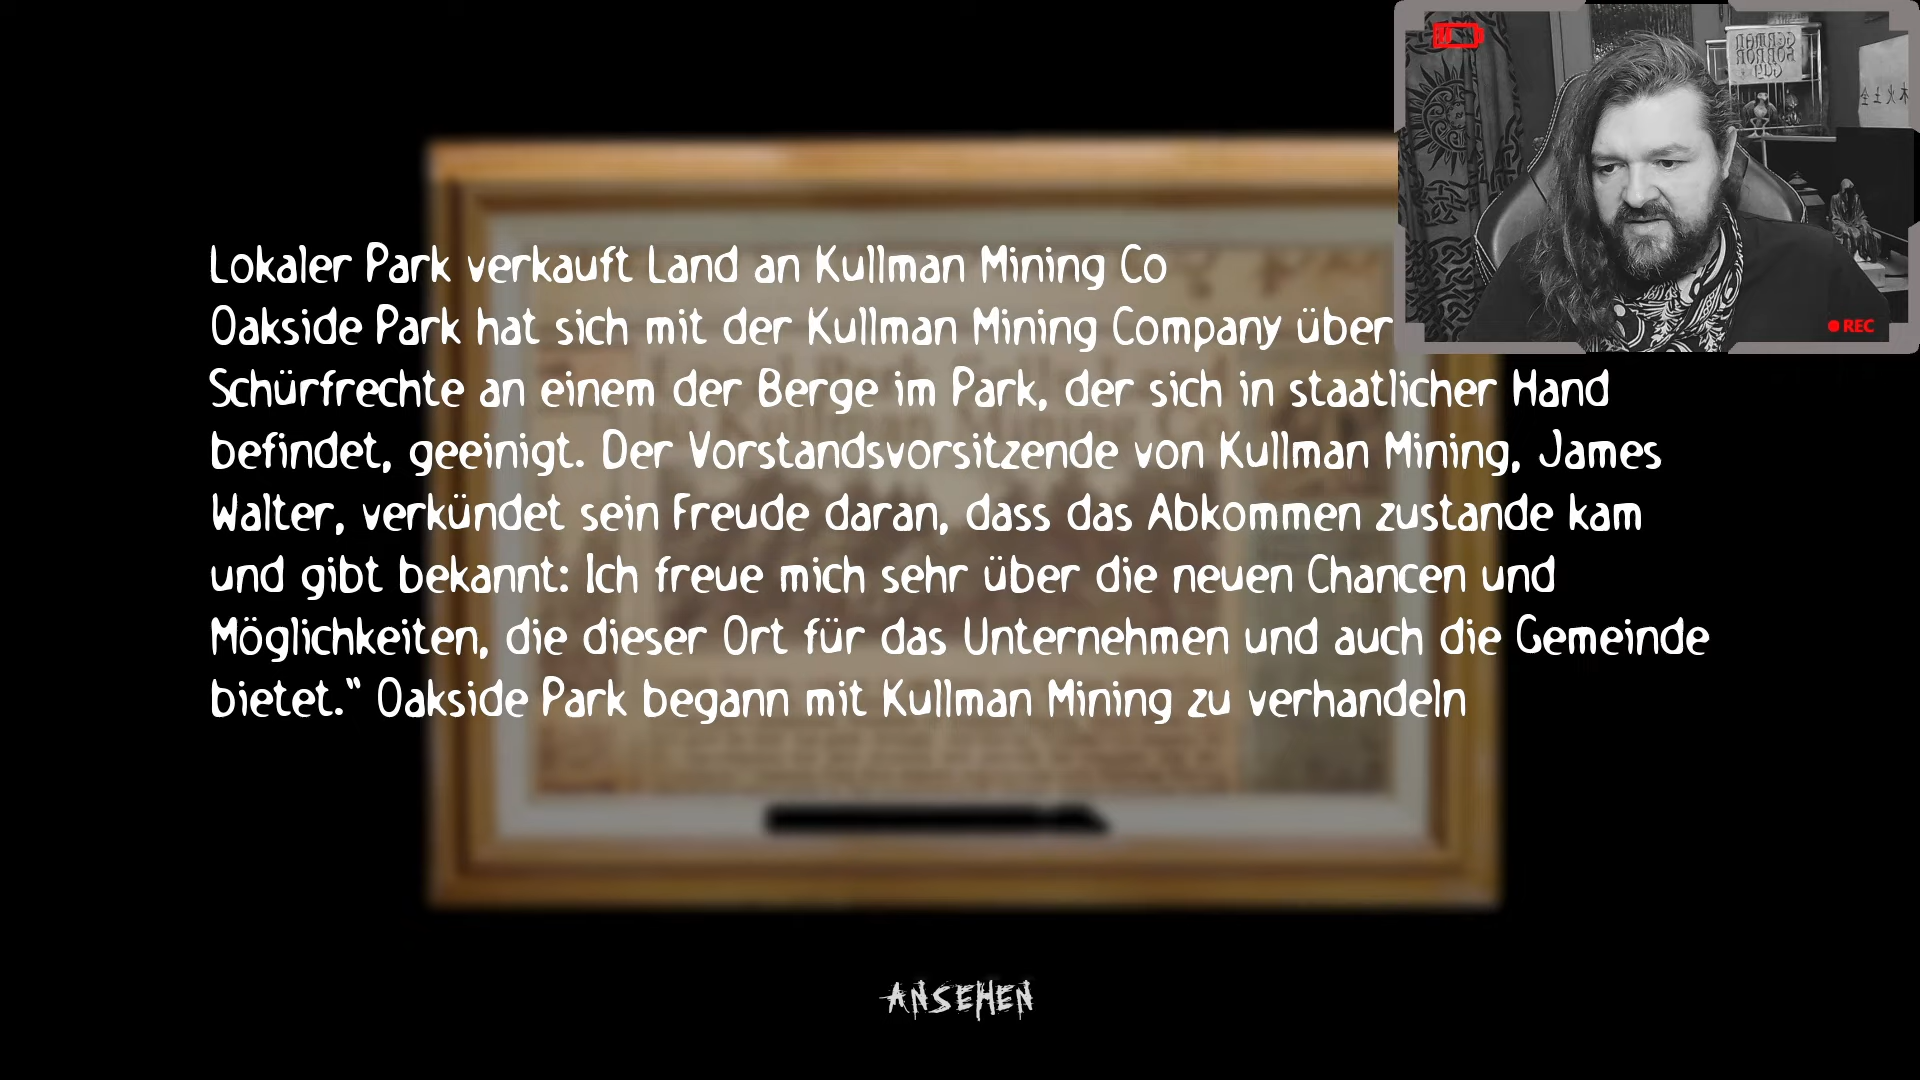 Lokaler Park verkauft Land an Kullman Mining Co
Oakside Park hat sich mit der Kullman Mining Company über
Schürfrechte an einem der Berge im Park, der sich in staatlicher Hand
befindet, geeinigt. Der Vorstandsvorsitzende von Kullman Mining, James
Walter, verkündet sein Freude daran, dass das Abkommen zustande kam
und gibt bekannt: Ich freue mich sehr über die neuen Chancen und
Möglichkeiten, die dieser Ort für das Unternehmen und auch die Gemeinde
bietet." Oakside Park begann mit Kullman Mining zu verhandeln
ANSEHEN
GERMAN
HORROR
GUY
REC